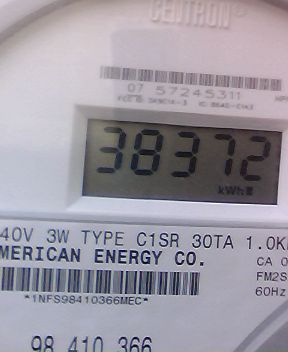 CENTRON®
07 57245311
38372
kWh
40V 3W TYPE C1SR 30TA 1.0K
MERICAN ENERGY CO.
CA 0
FM2S
60Hz
*1NFS98410366MEC*
98 410 366